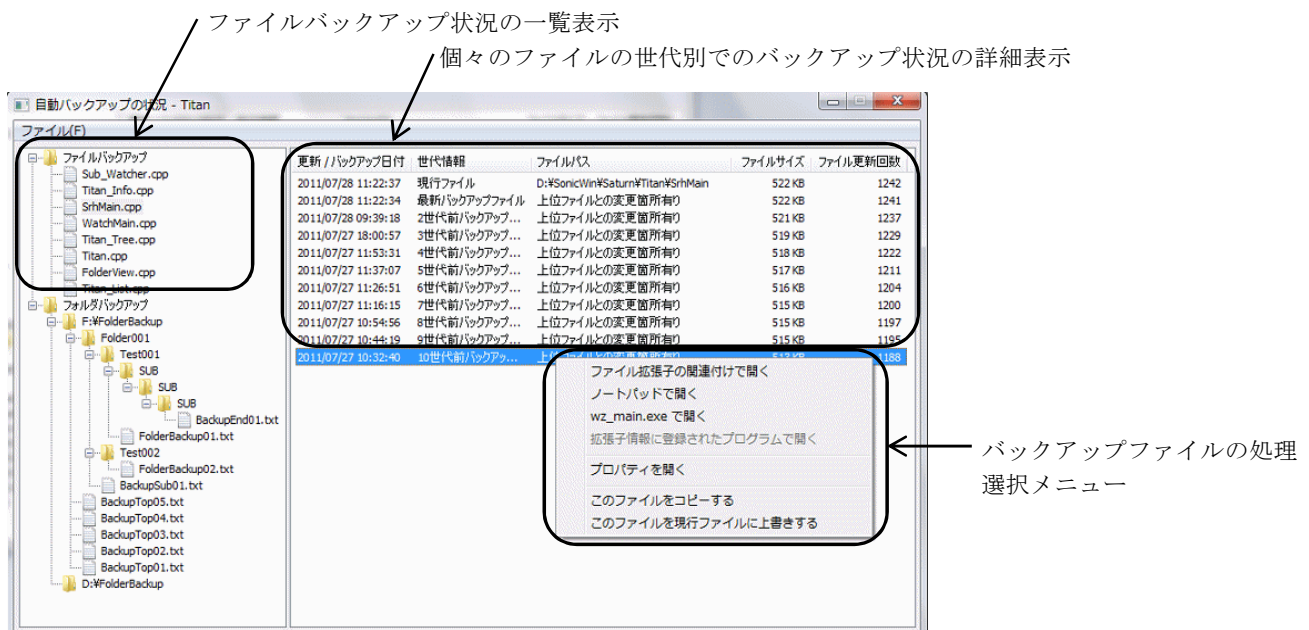 ファイルバックアップ状況の一覧表示
個々のファイルの世代別でのバックアップ状況の詳細表示
自動バックアップの状況 - Titan
ファイル(F)
ファイルバックアップ
Sub_Watcher.cpp
Titan_Info.cpp
SrhMain.cpp
WatchMain.cpp
Titan_Tree.cpp
Titan.cpp
FolderView.cpp
Titan_List.cpp
フォルダバックアップ
F:¥FolderBackup
Folder001
Test001
SUB
SUB
SUB
BackupEnd01.txt
FolderBackup01.txt
Test002
FolderBackup02.txt
BackupSub01.txt
BackupTop05.txt
BackupTop04.txt
BackupTop03.txt
BackupTop02.txt
BackupTop01.txt
D:¥FolderBackup
更新 / バックアップ日付 世代情報 ファイルパス ファイルサイズ ファイル更新回数
2011/07/28 11:22:37 現行ファイル D:¥SonicWin¥Saturn¥Titan¥SrhMain 522 KB 1242
2011/07/28 11:22:34 最新バックアップファイル 上位ファイルとの変更箇所有り 522 KB 1241
2011/07/28 09:39:18 2世代前バックアップ... 上位ファイルとの変更箇所有り 521 KB 1237
2011/07/27 18:00:57 3世代前バックアップ... 上位ファイルとの変更箇所有り 519 KB 1229
2011/07/27 11:53:31 4世代前バックアップ... 上位ファイルとの変更箇所有り 518 KB 1222
2011/07/27 11:37:07 5世代前バックアップ... 上位ファイルとの変更箇所有り 517 KB 1211
2011/07/27 11:26:51 6世代前バックアップ... 上位ファイルとの変更箇所有り 516 KB 1204
2011/07/27 11:16:15 7世代前バックアップ... 上位ファイルとの変更箇所有り 515 KB 1200
2011/07/27 10:54:56 8世代前バックアップ... 上位ファイルとの変更箇所有り 515 KB 1197
2011/07/27 10:44:19 9世代前バックアップ... 上位ファイルとの変更箇所有り 515 KB 1195
2011/07/27 10:32:40 10世代前バックアッ... 上位ファイルとの変更箇所有り 513 KB 1188
ファイル拡張子の関連付けで開く
ノートパッドで開く
wz_main.exe で開く
拡張子情報に登録されたプログラムで開く
プロパティを開く
このファイルをコピーする
このファイルを現行ファイルに上書きする
バックアップファイルの処理
選択メニュー